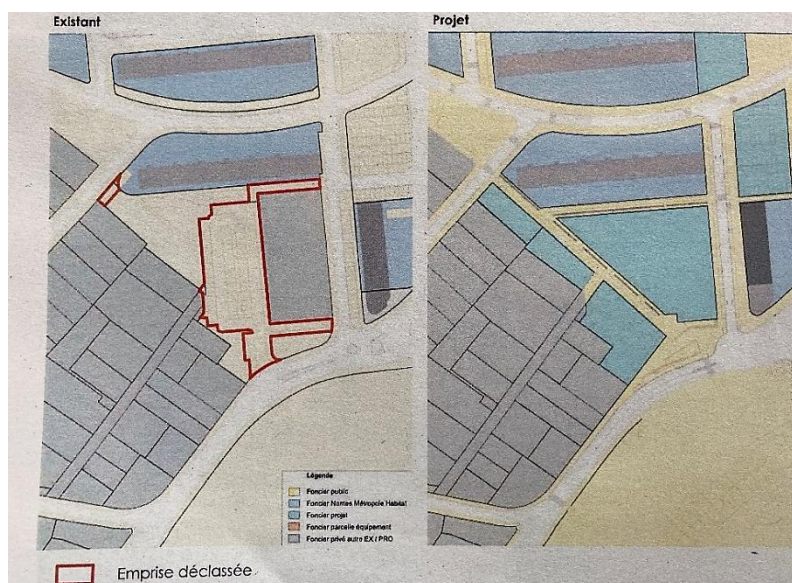 Existant
Projet
Légende
Foncier public
Foncier Nantes Métropole Habitat
Foncier projet
Foncier parcelle équipement
Foncier privé autre EX / PRO
Emprise déclassée